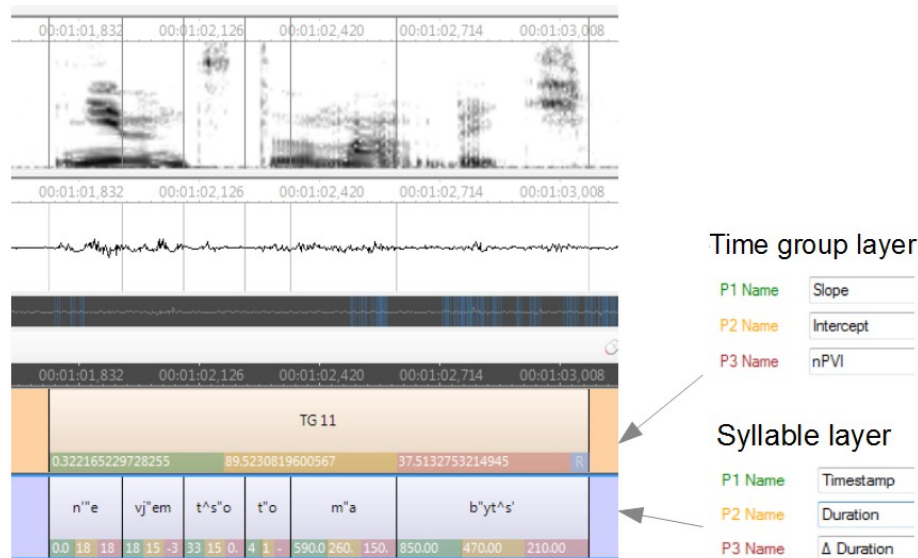 00:01:01,832 00:01:02,126 00:01:02,420 00:01:02,714 00:01:03,008
00:01:01,832 00:01:02,126 00:01:02,420 00:01:02,714 00:01:03,008
00:01:01,832 00:01:02,126 00:01:02,420 00:01:02,714 00:01:03,008
TG 11
0.322165229728255 89.5230819600567 37.5132753214945 R
n'"e vj"em t^s"o t"o m"a b"yt^s'
0.0 18 18 18 15 -3 33 15 0. 4 1 - 590.0 260. 150. 850.00 470.00 210.00
Time group layer
P1 Name Slope
P2 Name Intercept
P3 Name nPVI
Syllable layer
P1 Name Timestamp
P2 Name Duration
P3 Name Δ Duration